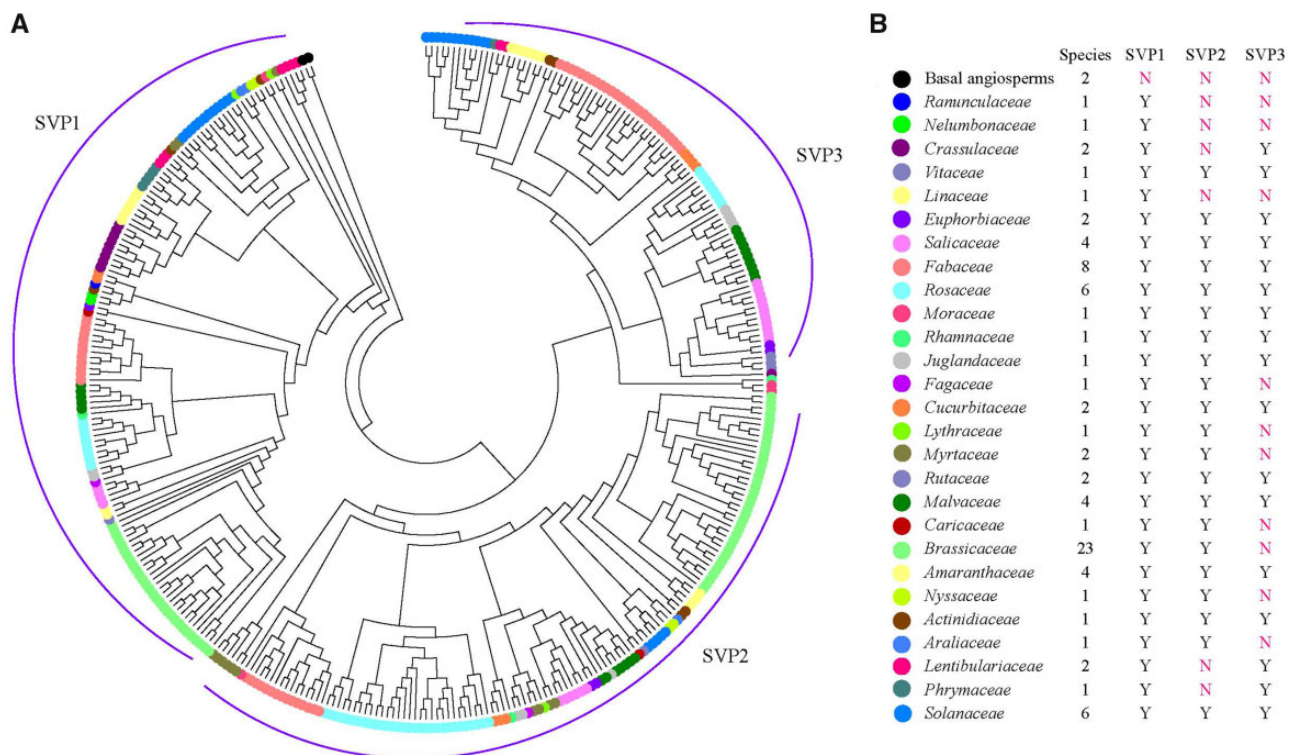 A
SVP1
SVP3
SVP2
B
Species SVP1 SVP2 SVP3
Basal angiosperms 2 N N N
Ranunculaceae 1 Y N N
Nelumbonaceae 1 Y N N
Crassulaceae 2 Y N Y
Vitaceae 1 Y Y Y
Linaceae 1 Y N N
Euphorbiaceae 2 Y Y Y
Salicaceae 4 Y Y Y
Fabaceae 8 Y Y Y
Rosaceae 6 Y Y Y
Moraceae 1 Y Y Y
Rhamnaceae 1 Y Y Y
Juglandaceae 1 Y Y Y
Fagaceae 1 Y Y N
Cucurbitaceae 2 Y Y Y
Lythraceae 1 Y Y N
Myrtaceae 2 Y Y N
Rutaceae 2 Y Y Y
Malvaceae 4 Y Y Y
Caricaceae 1 Y Y N
Brassicaceae 23 Y Y N
Amaranthaceae 4 Y Y Y
Nyssaceae 1 Y Y N
Actinidiaceae 1 Y Y Y
Araliaceae 1 Y Y N
Lentibulariaceae 2 Y N Y
Phrymaceae 1 Y N Y
Solanaceae 6 Y Y Y